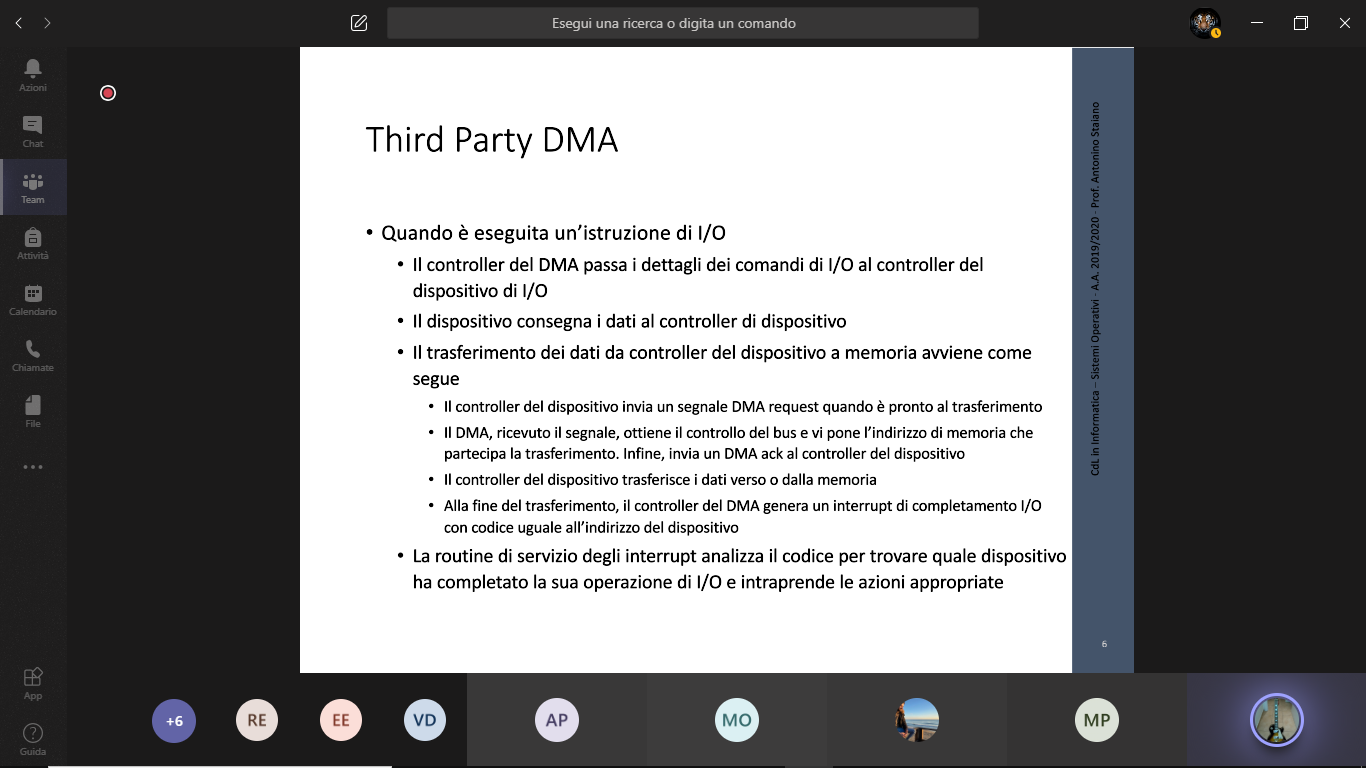 Esegui una ricerca o digita un comando
Azioni
Chat
Team
Attività
Calendario
Chiamate
File
App
Guida
Third Party DMA
• Quando è eseguita un'istruzione di I/O
• Il controller del DMA passa i dettagli dei comandi di I/O al controller del
dispositivo di I/O
• Il dispositivo consegna i dati al controller di dispositivo
• Il trasferimento dei dati da controller del dispositivo a memoria avviene come
segue
• Il controller del dispositivo invia un segnale DMA request quando è pronto al trasferimento
• Il DMA, ricevuto il segnale, ottiene il controllo del bus e vi pone l'indirizzo di memoria che
partecipa la trasferimento. Infine, invia un DMA ack al controller del dispositivo
• Il controller del dispositivo trasferisce i dati verso o dalla memoria
• Alla fine del trasferimento, il controller del DMA genera un interrupt di completamento I/O
con codice uguale all'indirizzo del dispositivo
• La routine di servizio degli interrupt analizza il codice per trovare quale dispositivo
ha completato la sua operazione di I/O e intraprende le azioni appropriate
CdL in Informatica – Sistemi Operativi - A.A. 2019/2020 - Prof. Antonino Staiano
6
+6
RE
EE
VD
AP
MO
MP